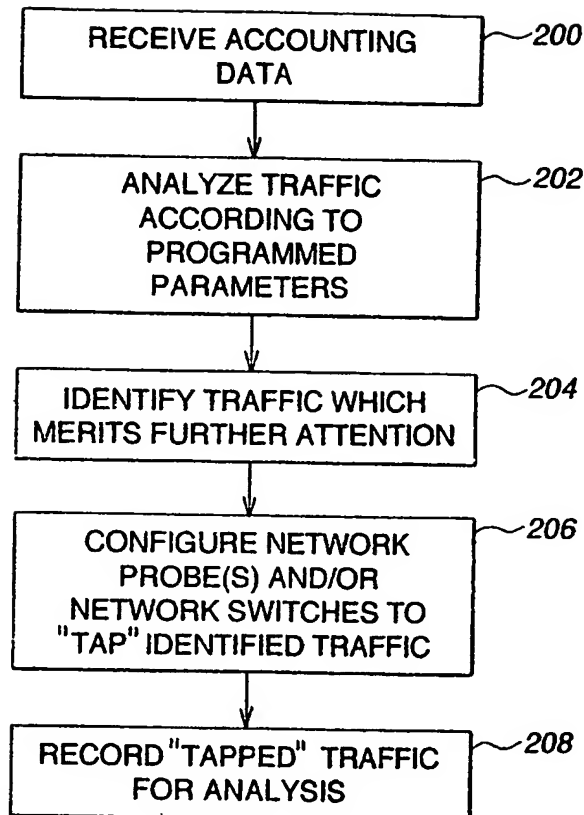 RECEIVE ACCOUNTING
DATA
200
ANALYZE TRAFFIC
ACCORDING TO
PROGRAMMED
PARAMETERS
202
IDENTIFY TRAFFIC WHICH
MERITS FURTHER ATTENTION
204
CONFIGURE NETWORK
PROBE(S) AND/OR
NETWORK SWITCHES TO
"TAP" IDENTIFIED TRAFFIC
206
RECORD "TAPPED" TRAFFIC
FOR ANALYSIS
208